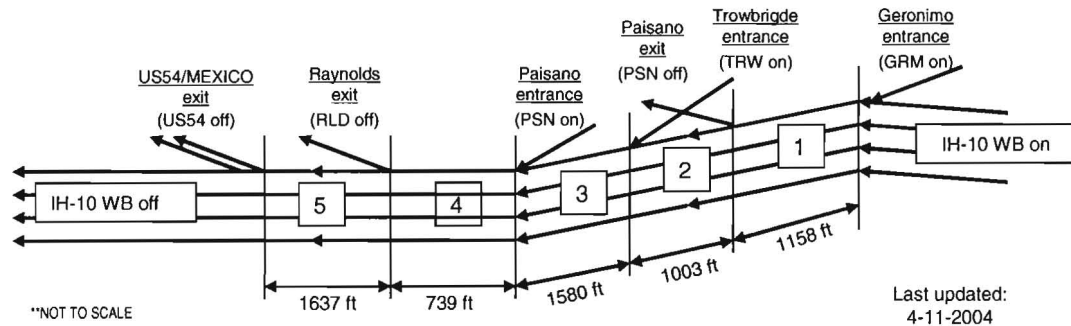 Trowbrigde
entrance
(TRW on)
Geronimo
entrance
(GRM on)
Paisano
exit
(PSN off)
US54/MEXICO
exit
(US54 off)
Raynolds
exit
(RLD off)
Paisano
entrance
(PSN on)
IH-10 WB on
1
2
3
4
5
IH-10 WB off
1158 ft
1003 ft
1580 ft
739 ft
1637 ft
**NOT TO SCALE
Last updated:
4-11-2004